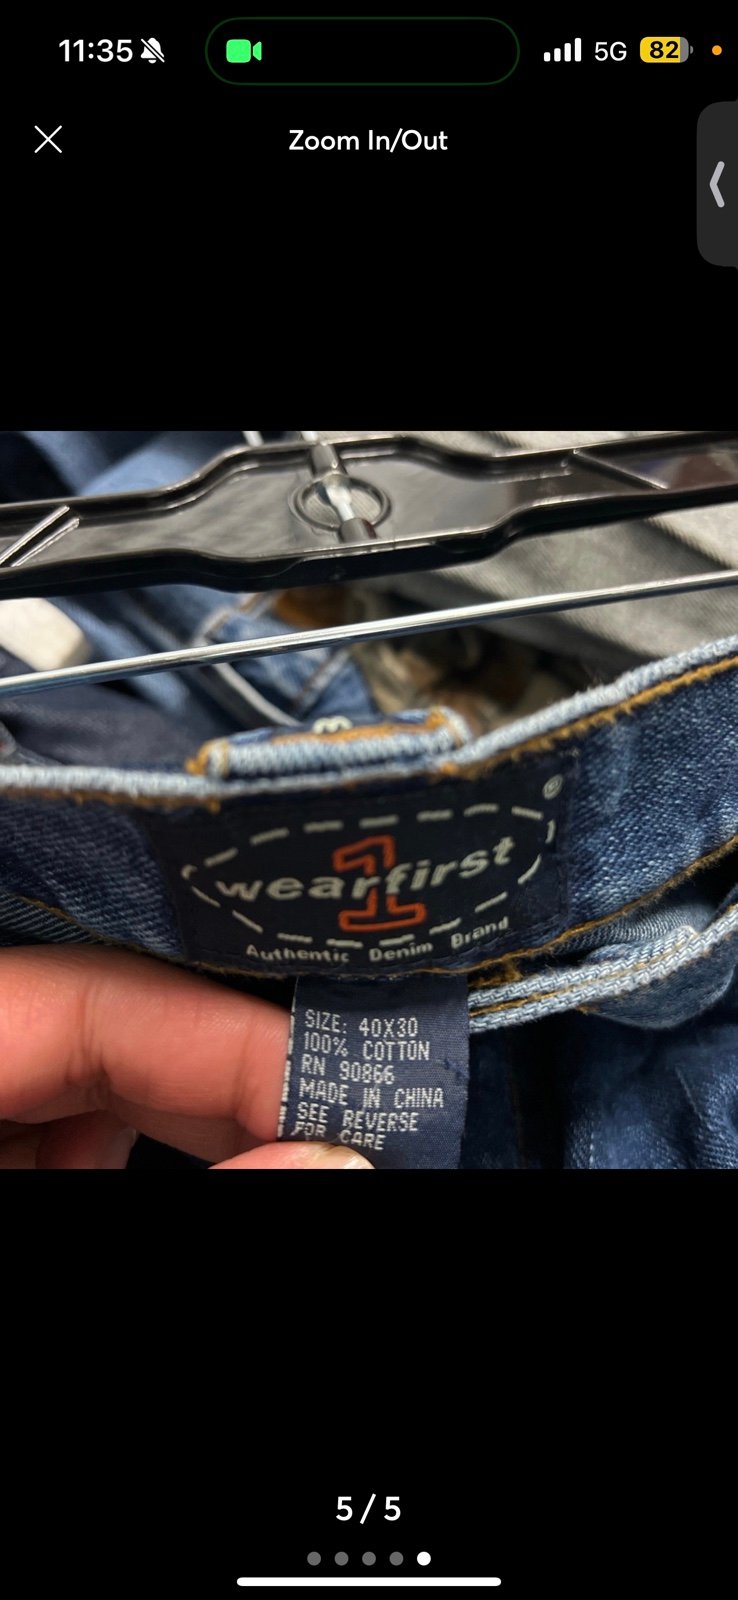 11:35
5G 82
Zoom In/Out
®
1
wearfirst
Authentic Denim Brand
SIZE: 40X30
100% COTTON
RN 90866
MADE IN CHINA
SEE REVERSE
FOR CARE
5/5